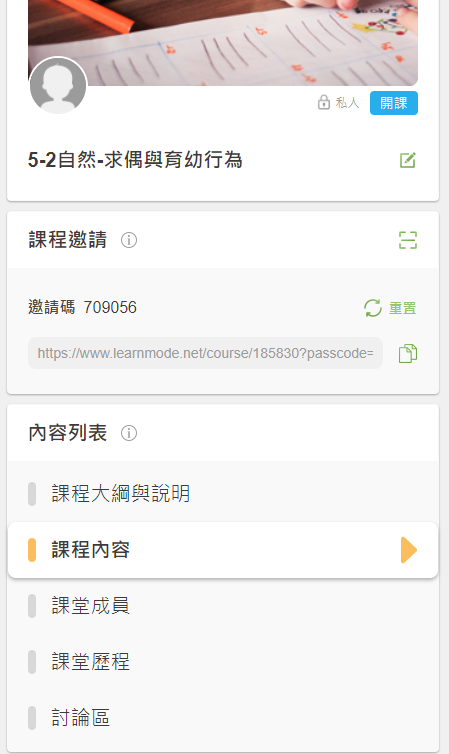 私人 開課
5-2自然-求偶與育幼行為
課程邀請
邀請碼 709056 重置
https://www.learnmode.net/course/185830?passcode=
內容列表
課程大綱與說明
課程內容
課堂成員
課堂歷程
討論區